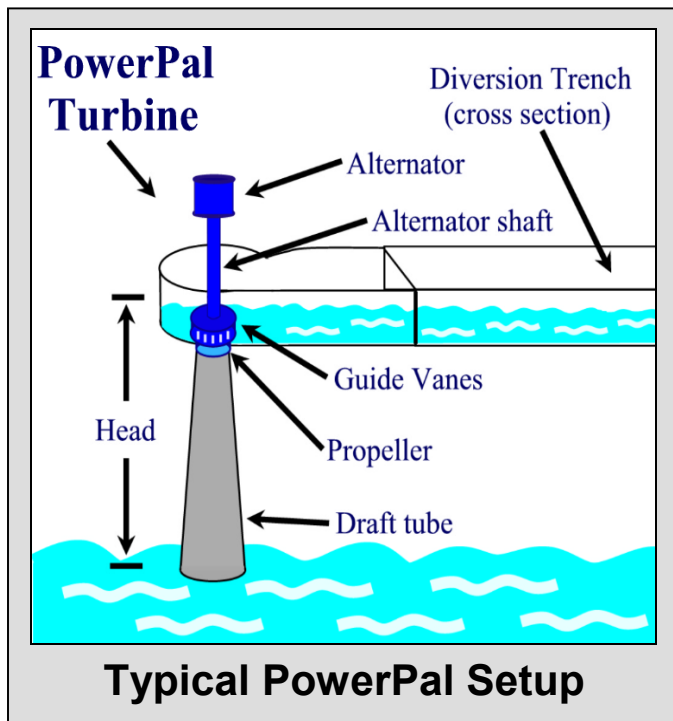 PowerPal
Turbine
Diversion Trench
(cross section)
Alternator
Alternator shaft
Guide Vanes
Head
Propeller
Draft tube
Typical PowerPal Setup